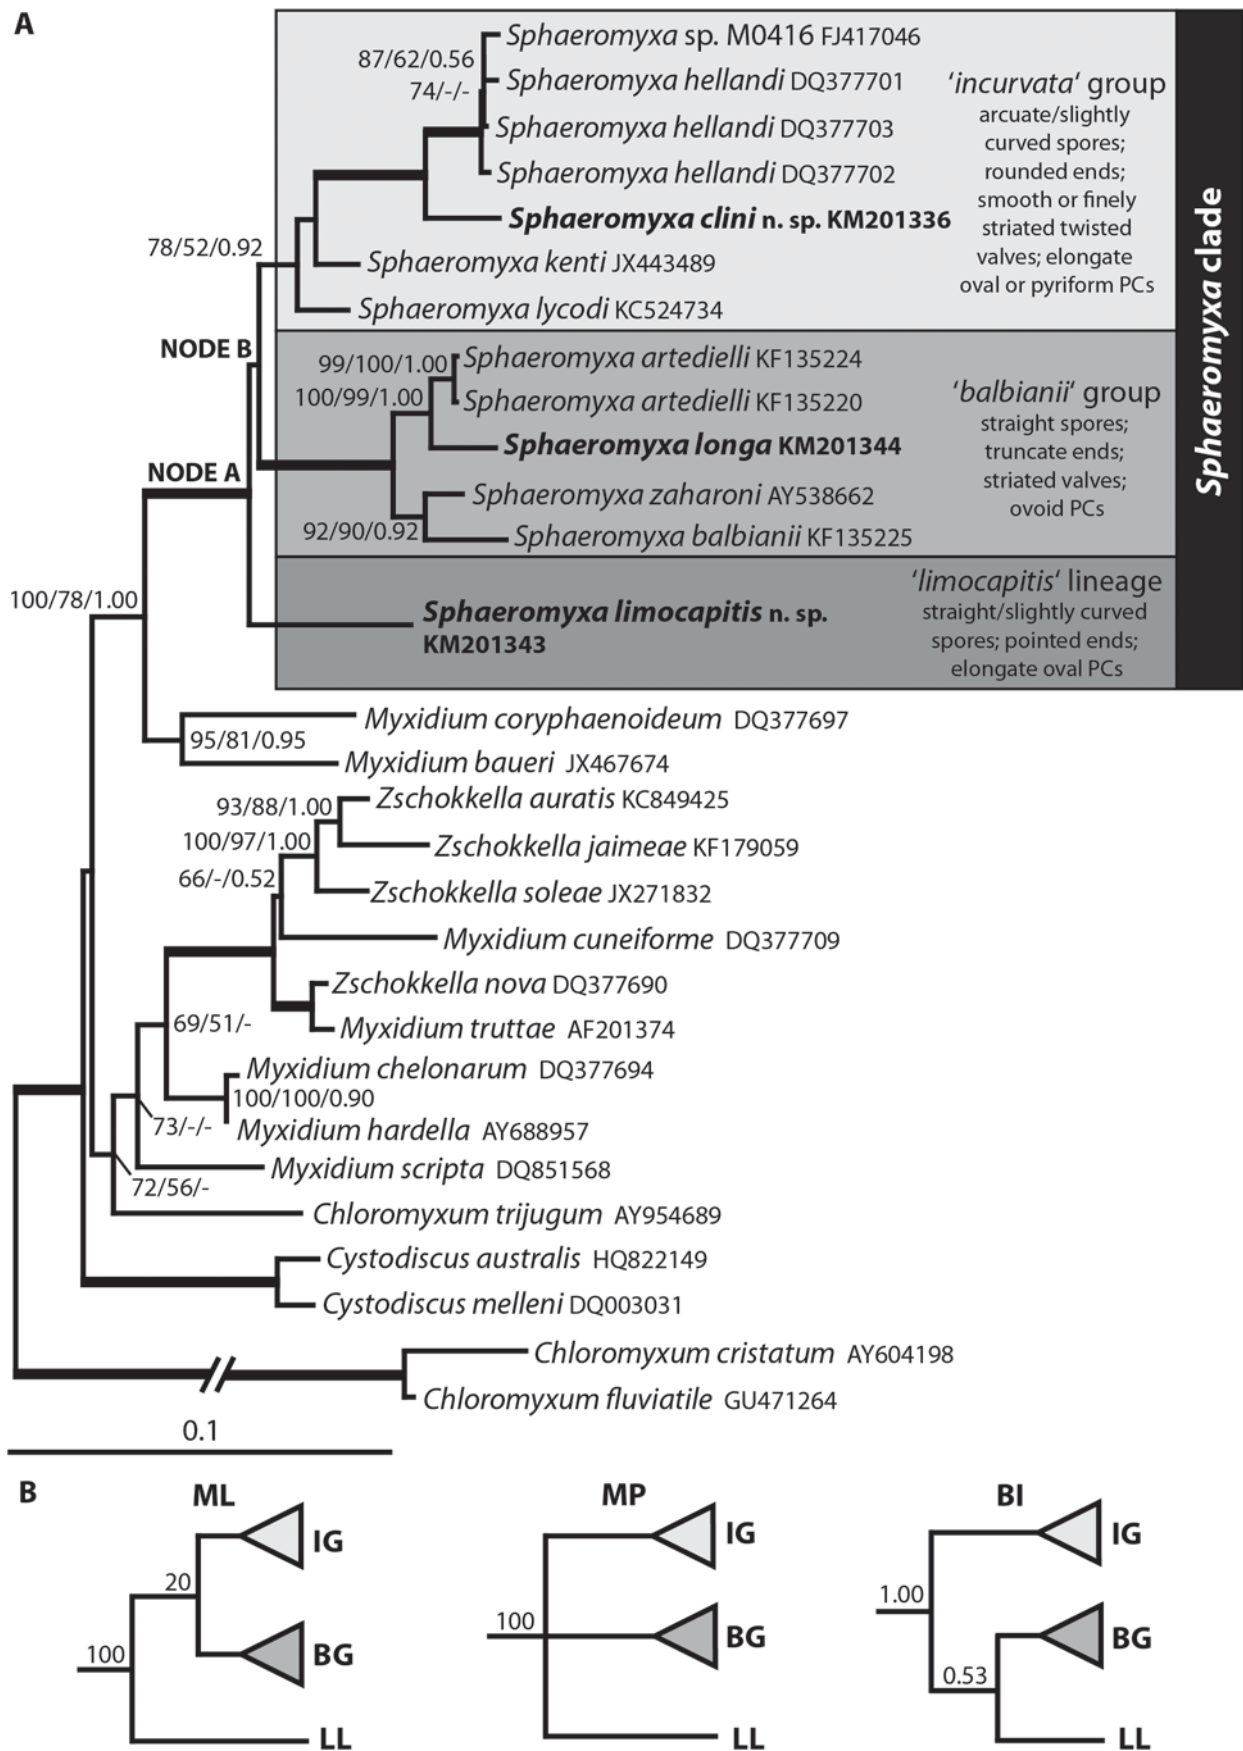 A
Sphaeromyxa sp. M0416 FJ417046
87/62/0.56
Sphaeromyxa hellandi DQ377701
74/-/-
Sphaeromyxa hellandi DQ377703
Sphaeromyxa hellandi DQ377702
Sphaeromyxa clini n. sp. KM201336
78/52/0.92
Sphaeromyxa kenti JX443489
Sphaeromyxa lycodi KC524734
‘incurvata‘ group
arcuate/slightly
curved spores;
rounded ends;
smooth or finely
striated twisted
valves; elongate
oval or pyriform PCs
NODE B
Sphaeromyxa artedielli KF135224
99/100/1.00
100/99/1.00
Sphaeromyxa artedielli KF135220
Sphaeromyxa longa KM201344
NODE A
Sphaeromyxa zaharoni AY538662
92/90/0.92
Sphaeromyxa balbianii KF135225
‘balbianii‘ group
straight spores;
truncate ends;
striated valves;
ovoid PCs
Sphaeromyxa clade
100/78/1.00
Sphaeromyxa limocapitis n. sp.
KM201343
‘limocapitis‘ lineage
straight/slightly curved
spores; pointed ends;
elongate oval PCs
Myxidium coryphaenoideum DQ377697
95/81/0.95
Myxidium baueri JX467674
Zschokkella auratis KC849425
93/88/1.00
100/97/1.00
Zschokkella jaimeae KF179059
66/-/0.52
Zschokkella soleae JX271832
Myxidium cuneiforme DQ377709
Zschokkella nova DQ377690
69/51/-
Myxidium truttae AF201374
Myxidium chelonarum DQ377694
100/100/0.90
73/-/-
Myxidium hardella AY688957
Myxidium scripta DQ851568
72/56/-
Chloromyxum trijugum AY954689
Cystodiscus australis HQ822149
Cystodiscus melleni DQ003031
Chloromyxum cristatum AY604198
Chloromyxum fluviatile GU471264
0.1
B
ML
IG
20
BG
100
LL
MP
IG
100
BG
LL
BI
IG
1.00
BG
0.53
LL